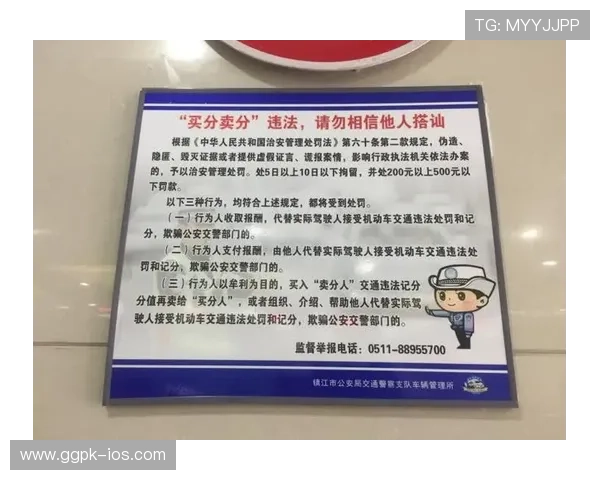 TG: MYYJJPP
“买分卖分”违法，请勿相信他人搭讪
根据《中华人民共和国治安管理处罚法》第六十条第二款规定，伪造、
隐匿、毁灭证据或者提供虚假证言、谎报案情，影响行政执法机关依法办案
的，予以治安管理处罚。处5日以上10日以下拘留，并处200元以上500元以
下罚款。
以下三种行为，均符合上述规定，都将受到处罚。
（一）行为人收取报酬，代替实际驾驶人接受机动车交通违法处罚和记
分，欺骗公安交警部门的。
（二）行为人支付报酬，由他人代替实际驾驶人接受机动车交通违法处
罚和记分，欺骗公安交警部门的。
（三）行为人以牟利为目的，买入“卖分人”交通违法记分
分值再卖给“买分人”，或者组织、介绍、帮助他人代替实际驾
驶人接受机动车交通违法处罚和记分，欺骗公安交警部门的。
监督举报电话：0511-88955700
镇江市公安局交通警察支队车辆管理所
www.ggpk-ios.com